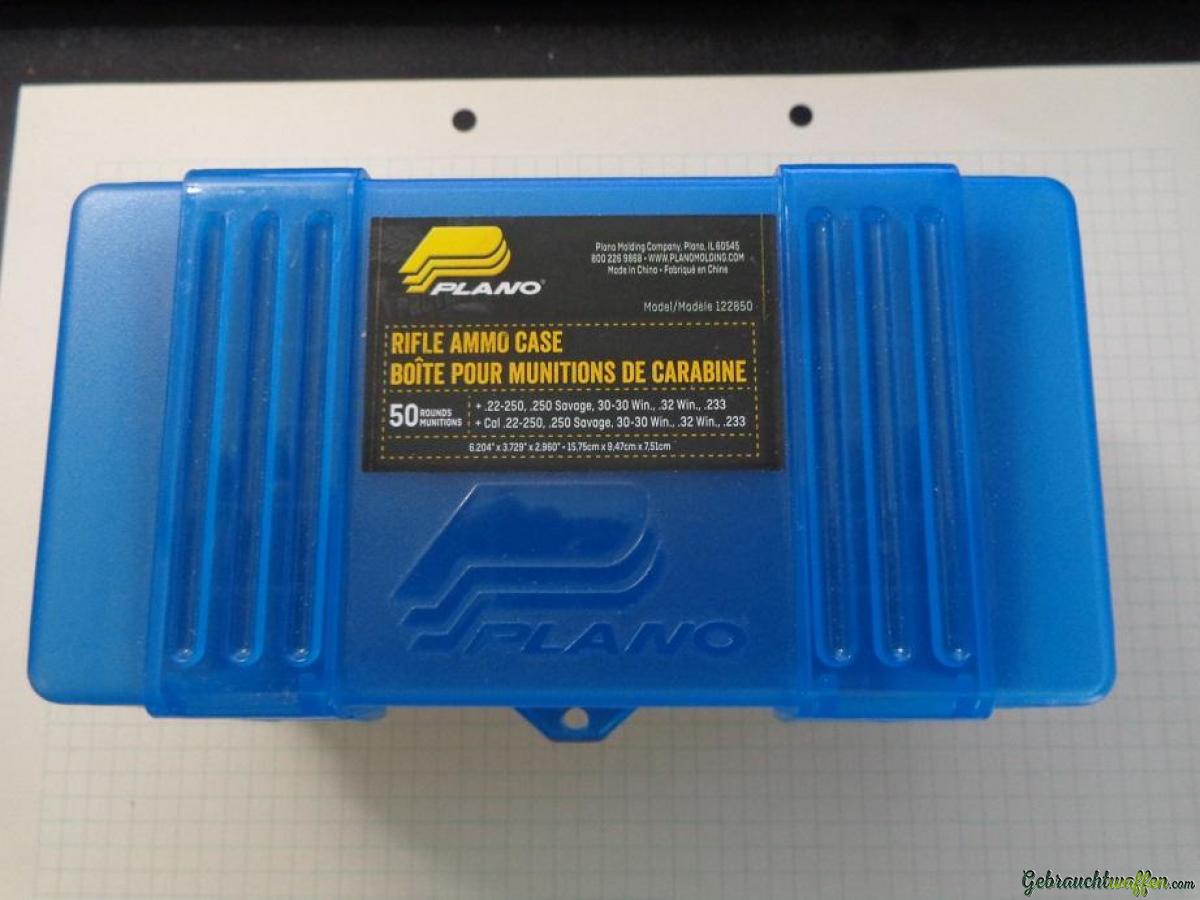 PLANO®
Plano Molding Company, Plano, IL 60545
800 226 9868 • WWW.PLANOMOLDING.COM
Made in China • Fabriqué en Chine
Model/Modèle 122850
RIFLE AMMO CASE
BOÎTE POUR MUNITIONS DE CARABINE
50 ROUNDS MUNITIONS
+ .22-250, .250 Savage, 30-30 Win., .32 Win., .233
+ Cal .22-250, .250 Savage, 30-30 Win., .32 Win., .233
6.204" x 3.729" x 2.960" • 15,75cm x 9,47cm x 7,51cm
PLANO
Gebrauchtwaffen.com